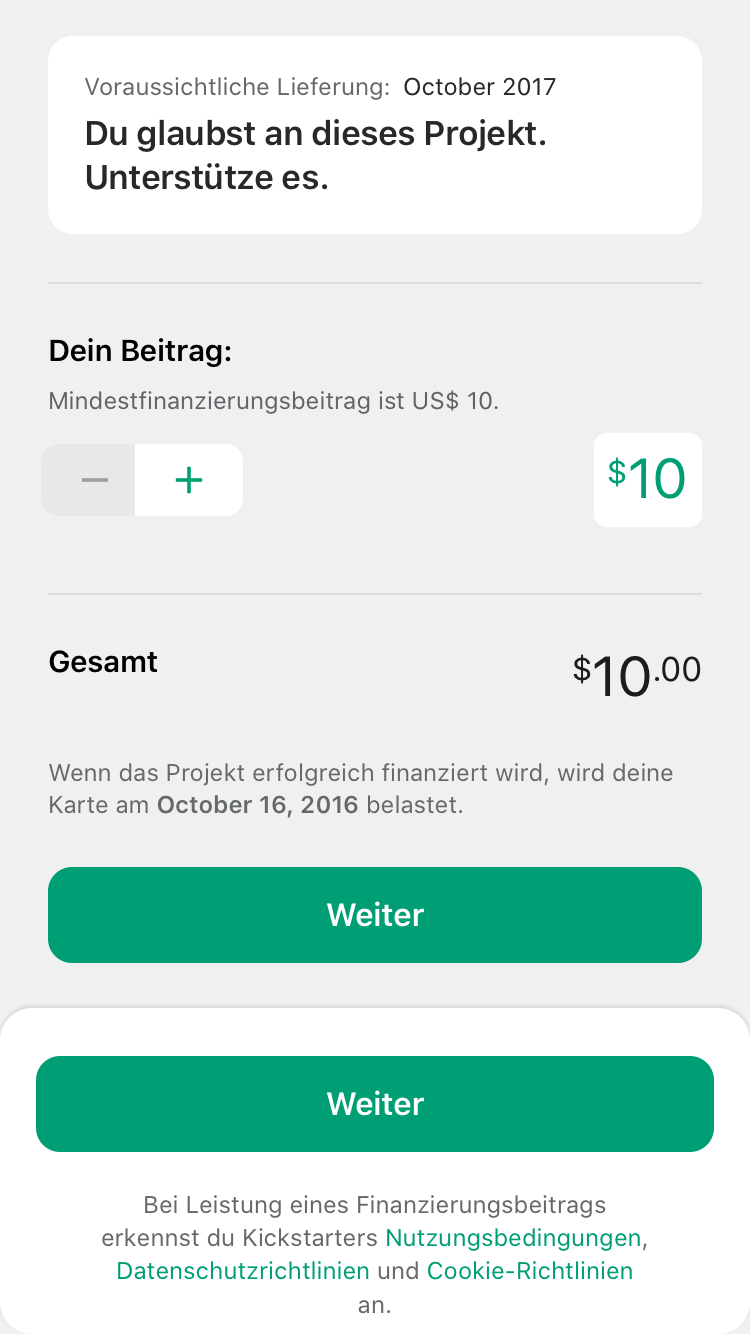 Voraussichtliche Lieferung: October 2017
Du glaubst an dieses Projekt.
Unterstütze es.
Dein Beitrag:
Mindestfinanzierungsbeitrag ist US$ 10.
− +
$10
Gesamt
$10.00
Wenn das Projekt erfolgreich finanziert wird, wird deine
Karte am October 16, 2016 belastet.
Weiter
Weiter
Bei Leistung eines Finanzierungsbeitrags
erkennst du Kickstarters Nutzungsbedingungen,
Datenschutzrichtlinien und Cookie-Richtlinien
an.